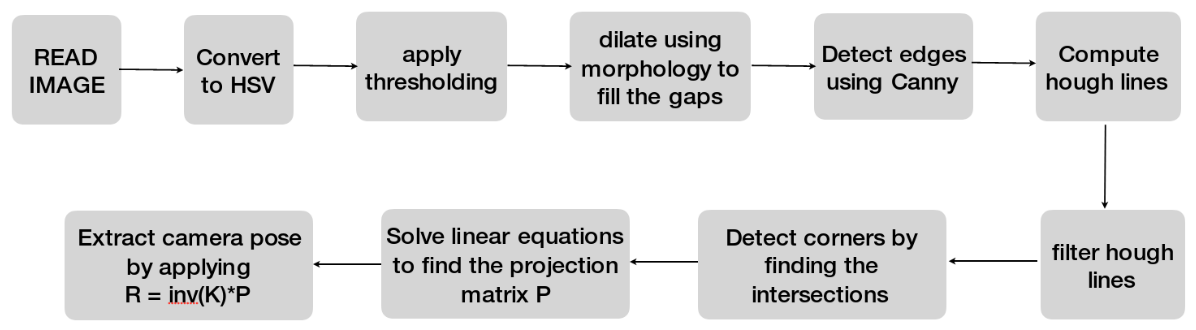 READ
IMAGE
Convert
to HSV
apply
thresholding
dilate using
morphology to
fill the gaps
Detect edges
using Canny
Compute
hough lines
filter hough
lines
Detect corners by
finding the
intersections
Solve linear equations
to find the projection
matrix P
Extract camera pose
by applying
R = inv(K)*P